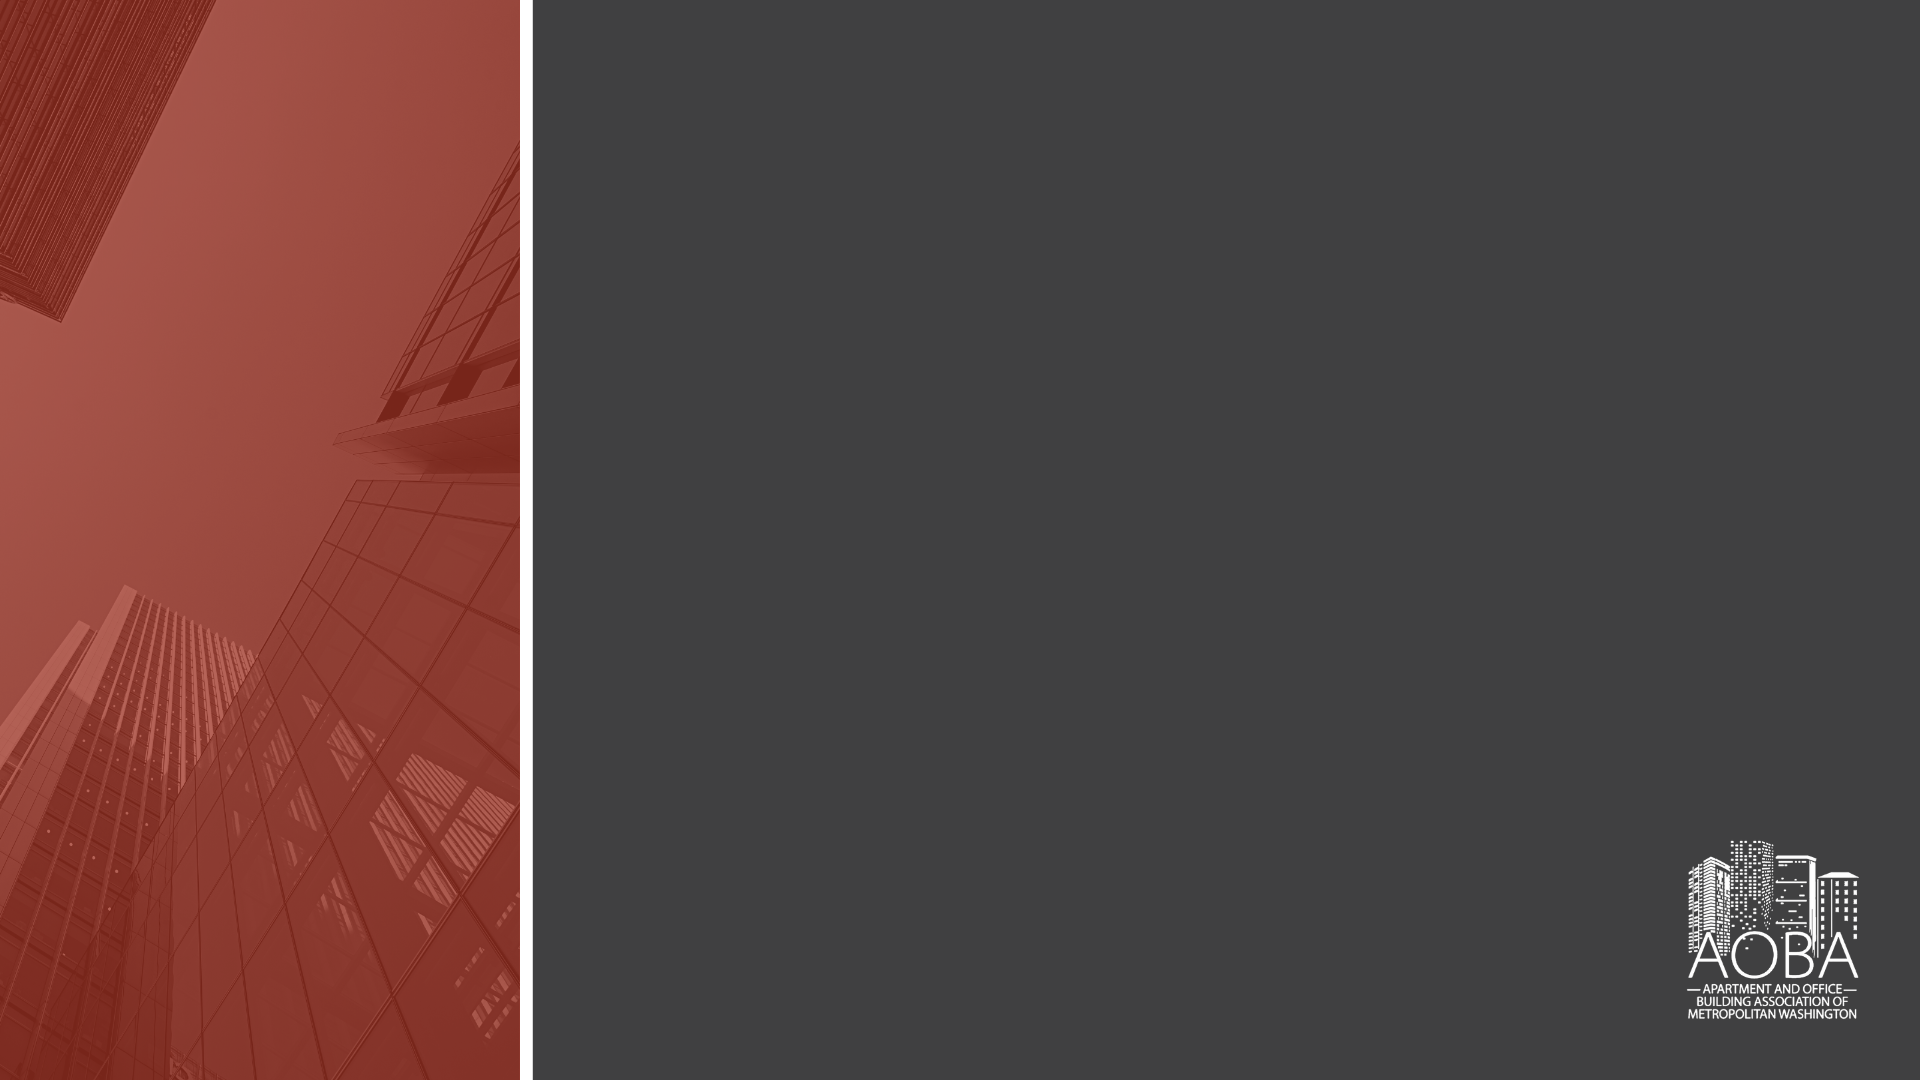 AOBA
— APARTMENT AND OFFICE —
BUILDING ASSOCIATION OF
METROPOLITAN WASHINGTON